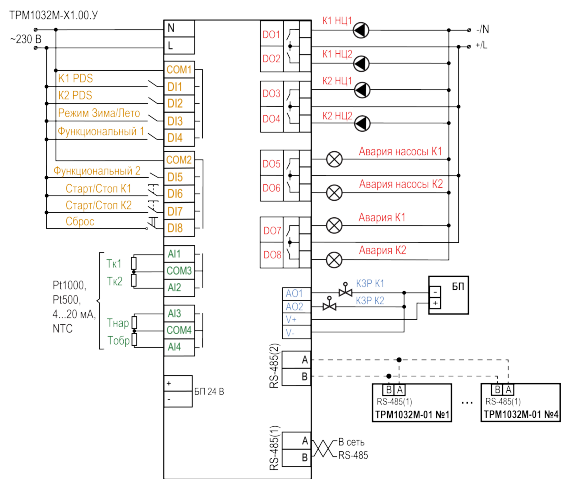 ТРМ1032М-Х1.00.У
~230 В
N
L
COM1
К1 PDS
DI1
К2 PDS
DI2
Режим Зима/Лето
DI3
Функциональный 1
DI4
COM2
Функциональный 2
DI5
Старт/Стоп К1
DI6
Старт/Стоп К2
DI7
Сброс
DI8
Pt1000,
Pt500,
4...20 мА,
NTC
Тк1
AI1
COM3
Тк2
AI2
Тнар
AI3
COM4
Тобр
AI4
+
-
БП 24 В
DO1
К1 НЦ1
-/N
+/L
DO2
К1 НЦ2
DO3
К2 НЦ1
DO4
К2 НЦ2
DO5
Авария насосы К1
DO6
Авария насосы К2
DO7
Авария К1
DO8
Авария К2
AO1
КЗР К1
AO2
КЗР К2
V+
V-
-
+
БП
RS-485(2)
A
B
B A
RS-485(1)
ТРМ1032М-01 №1
...
B A
RS-485(1)
ТРМ1032М-01 №4
RS-485(1)
A
B
В сеть
RS-485